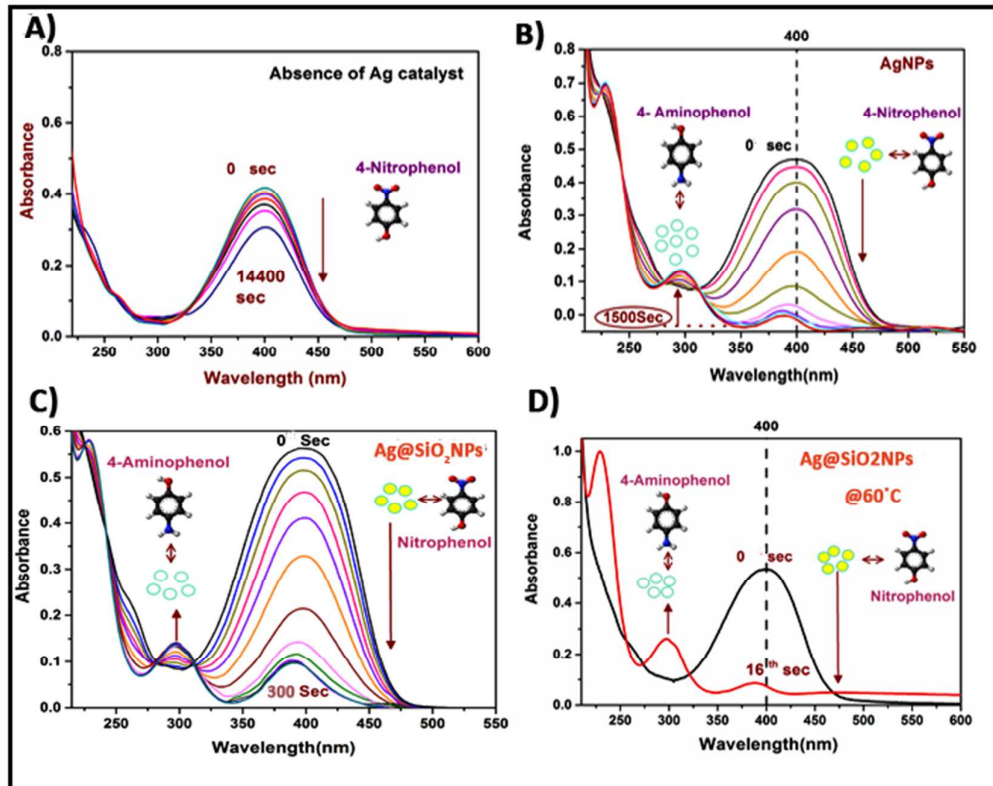 A)
Absence of Ag catalyst
0 sec
4-Nitrophenol
14400
sec
Absorbance
0.8
0.6
0.4
0.2
0.0
250 300 350 400 450 500 550 600
Wavelength (nm)
B)
400
AgNPs
4- Aminophenol
0 sec
4-Nitrophenol
1500Sec
Absorbance
0.8
0.7
0.6
0.5
0.4
0.3
0.2
0.1
0.0
250 300 350 400 450 500 550
Wavelength(nm)
C)
0 Sec
Ag@SiO₂NPs
4-Aminophenol
Nitrophenol
300 Sec
Absorbance
0.6
0.5
0.4
0.3
0.2
0.1
0.0
250 300 350 400 450 500 550
Wavelength(nm)
D)
400
Ag@SiO2NPs
@60°C
4-Aminophenol
0 sec
Nitrophenol
16th sec
Absorbance
1.0
0.8
0.6
0.4
0.2
0.0
250 300 350 400 450 500 550 600
Wavelength(nm)